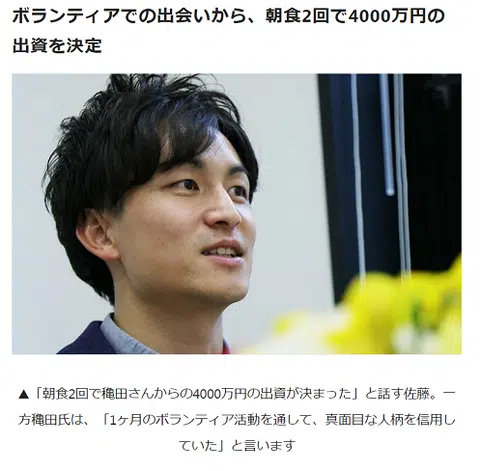 ボランティアでの出会いから、朝食2回で4000万円の
出資を決定
▲「朝食2回で穐田さんからの4000万円の出資が決まった」と話す佐藤。一
方穐田氏は、「1ヶ月のボランティア活動を通して、真面目な人柄を信用し
ていた」と言います